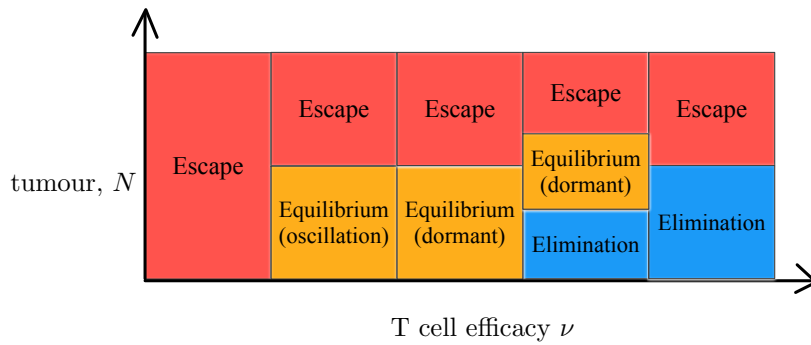 Escape
Escape
Escape
Escape
Escape
Equilibrium
(oscillation)
Equilibrium
(dormant)
Equilibrium
(dormant)
Elimination
Elimination
tumour, N
T cell efficacy ν